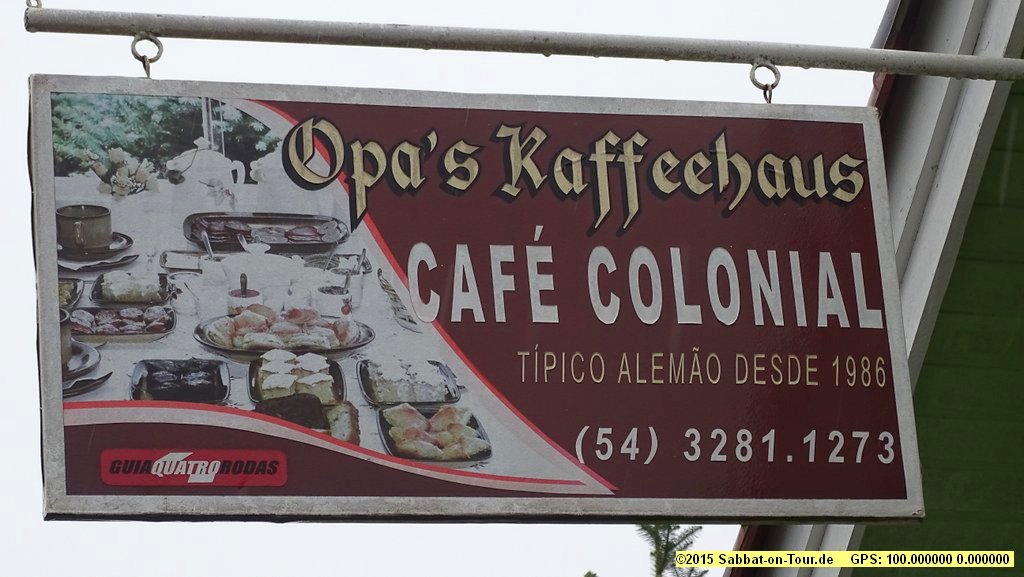 Opa's Kaffeehaus
CAFÉ COLONIAL
TÍPICO ALEMÃO DESDE 1986
(54) 3281.1273
GUIAQUATRORODAS
©2015 Sabbat-on-Tour.de GPS: 100.000000 0.000000